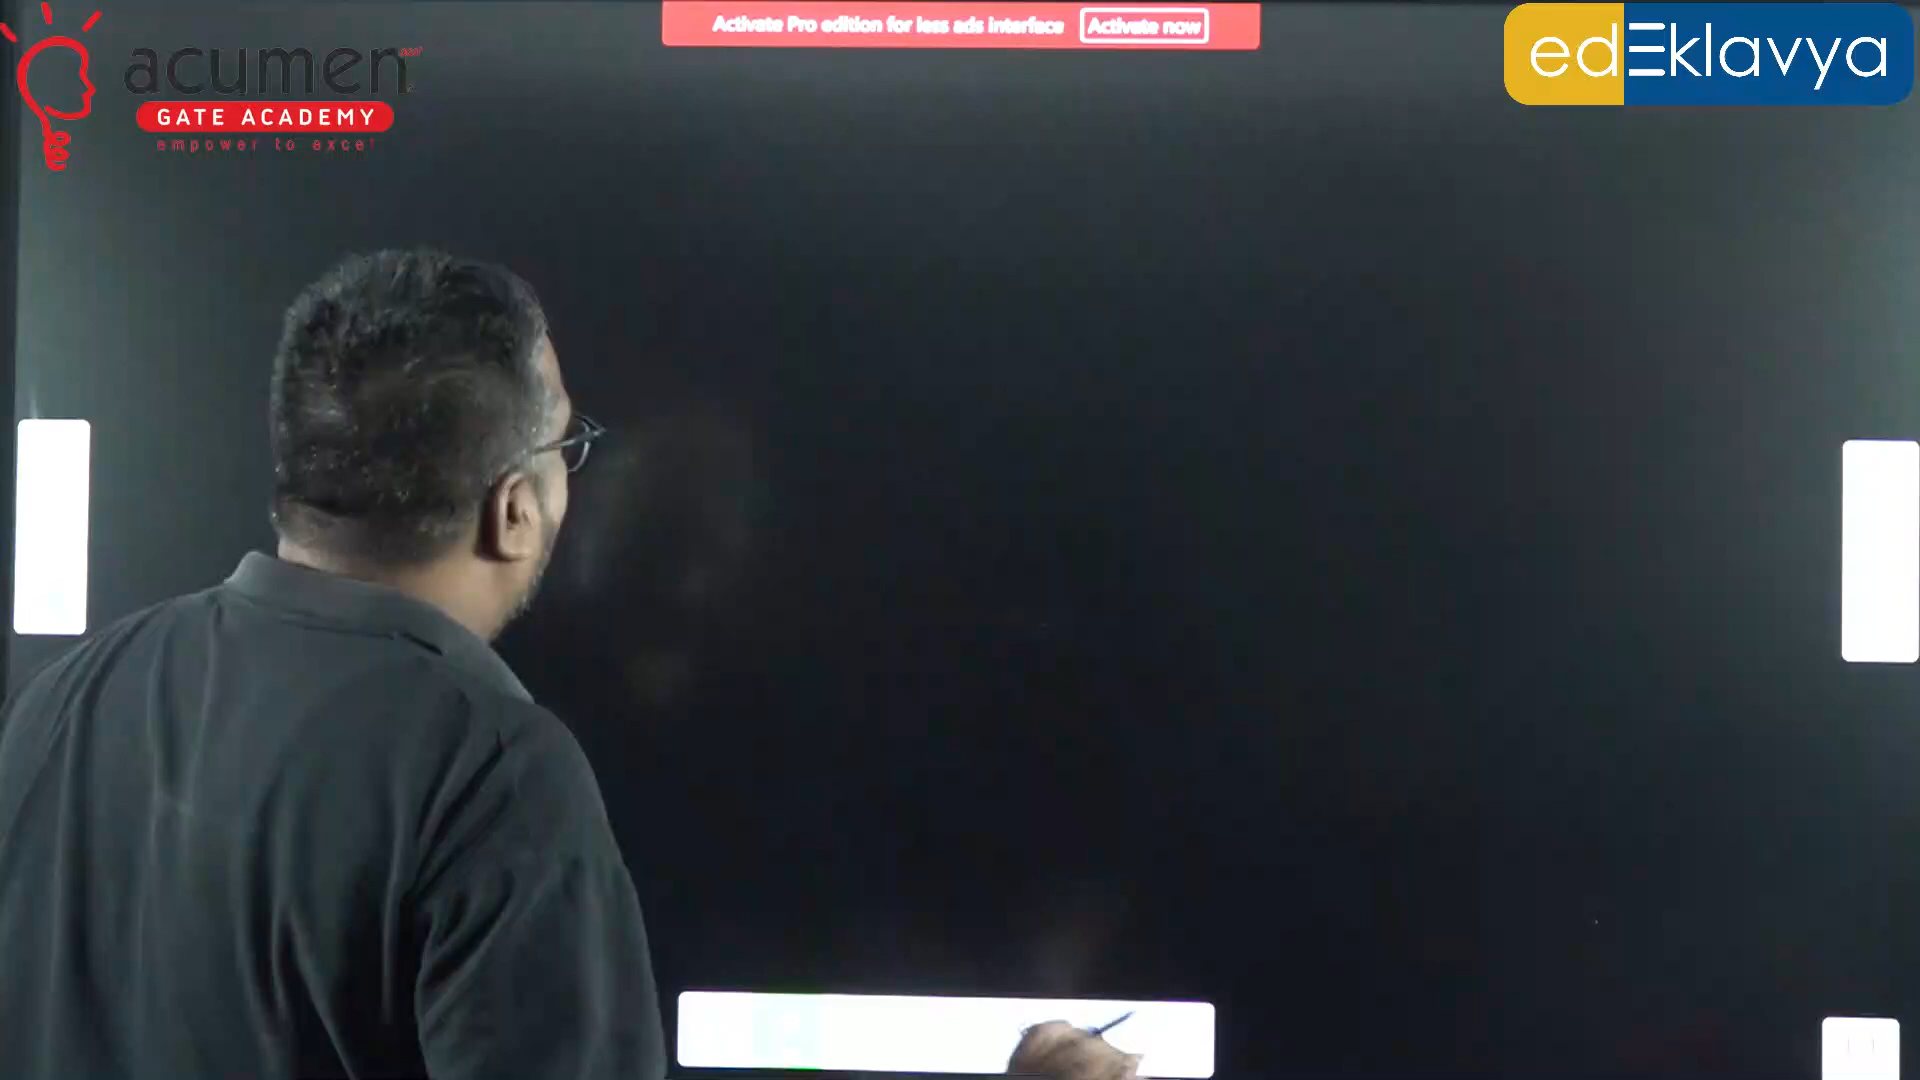 Activate Pro edition for less ads interface Activate now
acumen
GATE ACADEMY
empower to excel
edEklavya